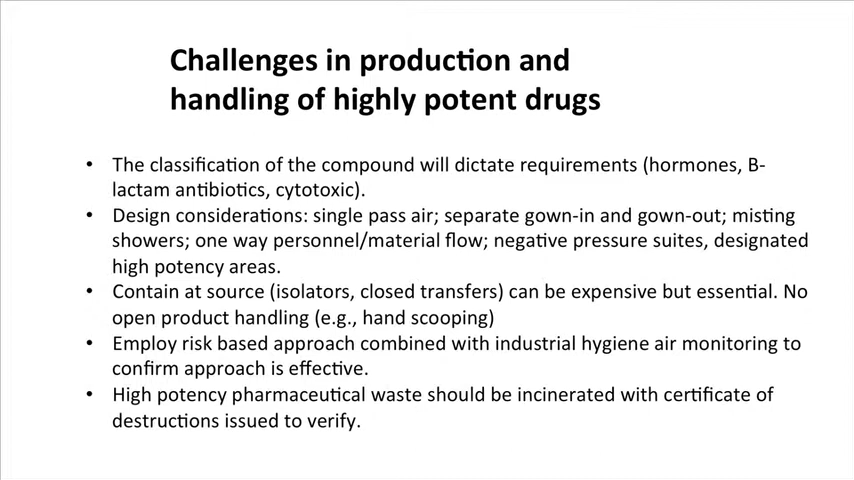 Challenges in production and
handling of highly potent drugs
• The classification of the compound will dictate requirements (hormones, B-
lactam antibiotics, cytotoxic).
• Design considerations: single pass air; separate gown-in and gown-out; misting
showers; one way personnel/material flow; negative pressure suites, designated
high potency areas.
• Contain at source (isolators, closed transfers) can be expensive but essential. No
open product handling (e.g., hand scooping)
• Employ risk based approach combined with industrial hygiene air monitoring to
confirm approach is effective.
• High potency pharmaceutical waste should be incinerated with certificate of
destructions issued to verify.